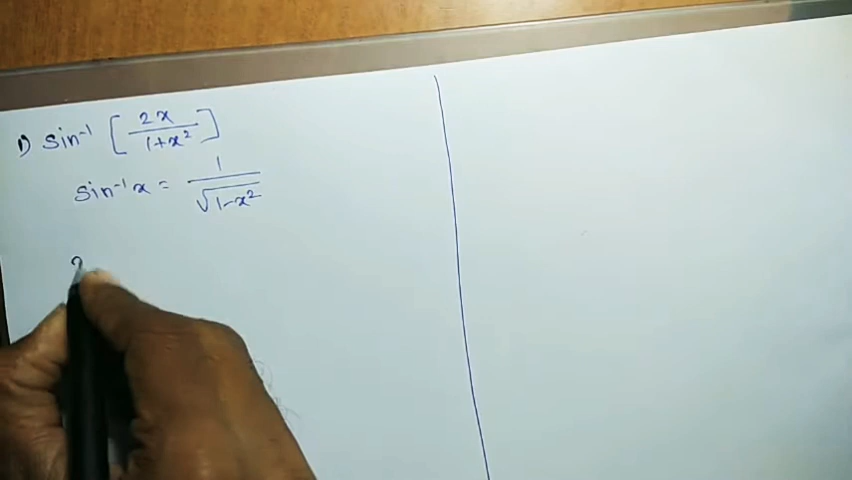 1) sin⁻¹ [ 2x / 1+x² ]
sin⁻¹x = 1 / √1-x²